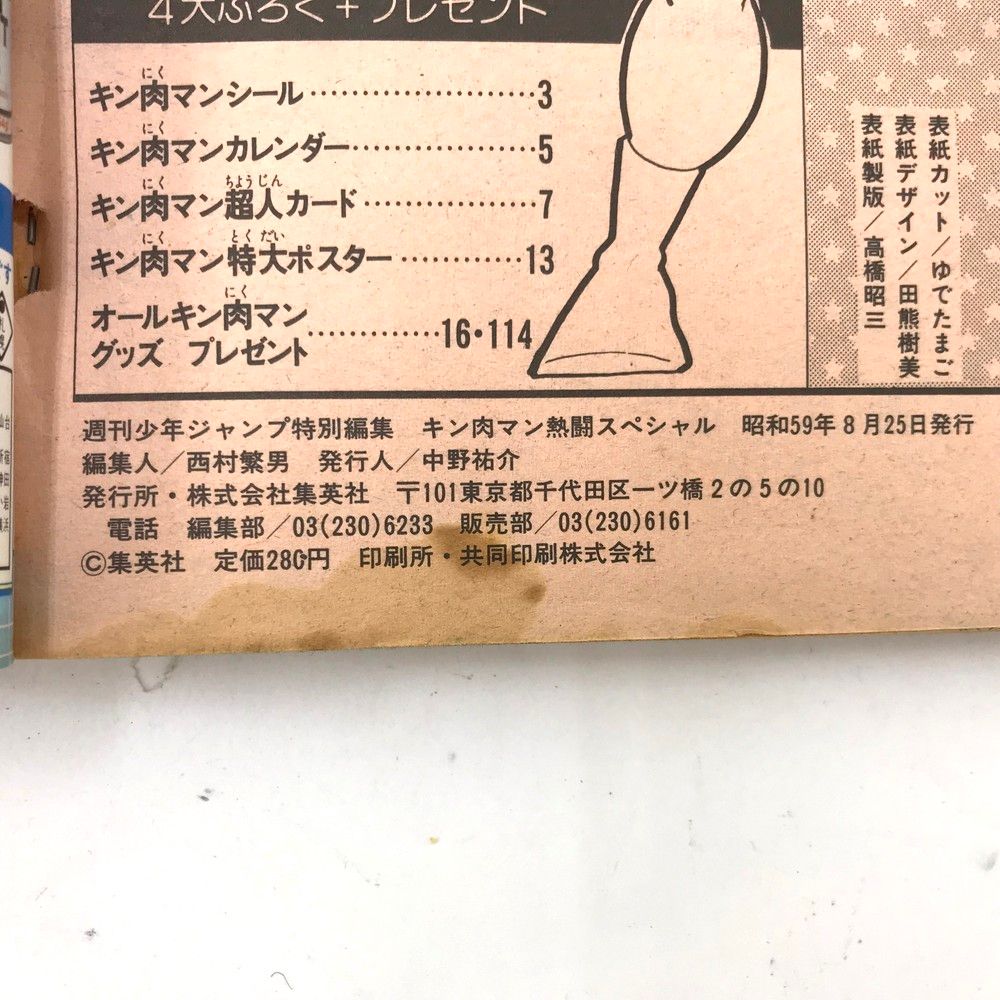 4大ふろく+プレゼント
キン肉マンシール……………………3
キン肉マンカレンダー………………5
キン肉マン超人カード………………7
キン肉マン特大ポスター…………13
オールキン肉マン
グッズ プレゼント…………16・114
表紙カット/ゆでたまご
表紙デザイン/田熊樹美
表紙製版/高橋昭三
週刊少年ジャンプ特別編集 キン肉マン熱闘スペシャル 昭和59年8月25日発行
編集人/西村繁男 発行人/中野祐介
発行所・株式会社集英社 〒101東京都千代田区一ツ橋2の5の10
電話 編集部/03(230)6233 販売部/03(230)6161
©集英社 定価280円 印刷所・共同印刷株式会社